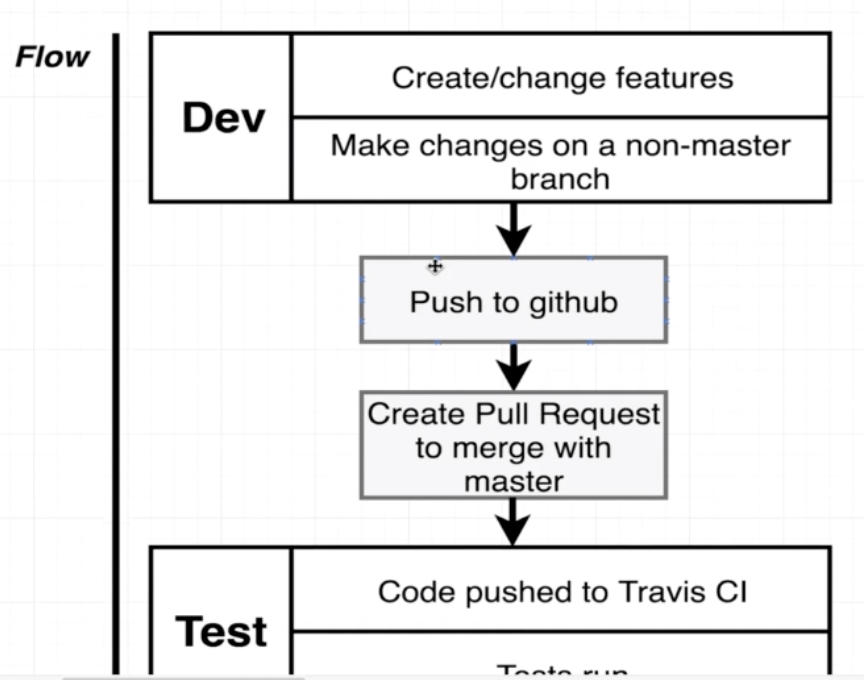 Flow
Dev
Create/change features
Make changes on a non-master
branch
Push to github
Create Pull Request
to merge with
master
Test
Code pushed to Travis CI
Tests run